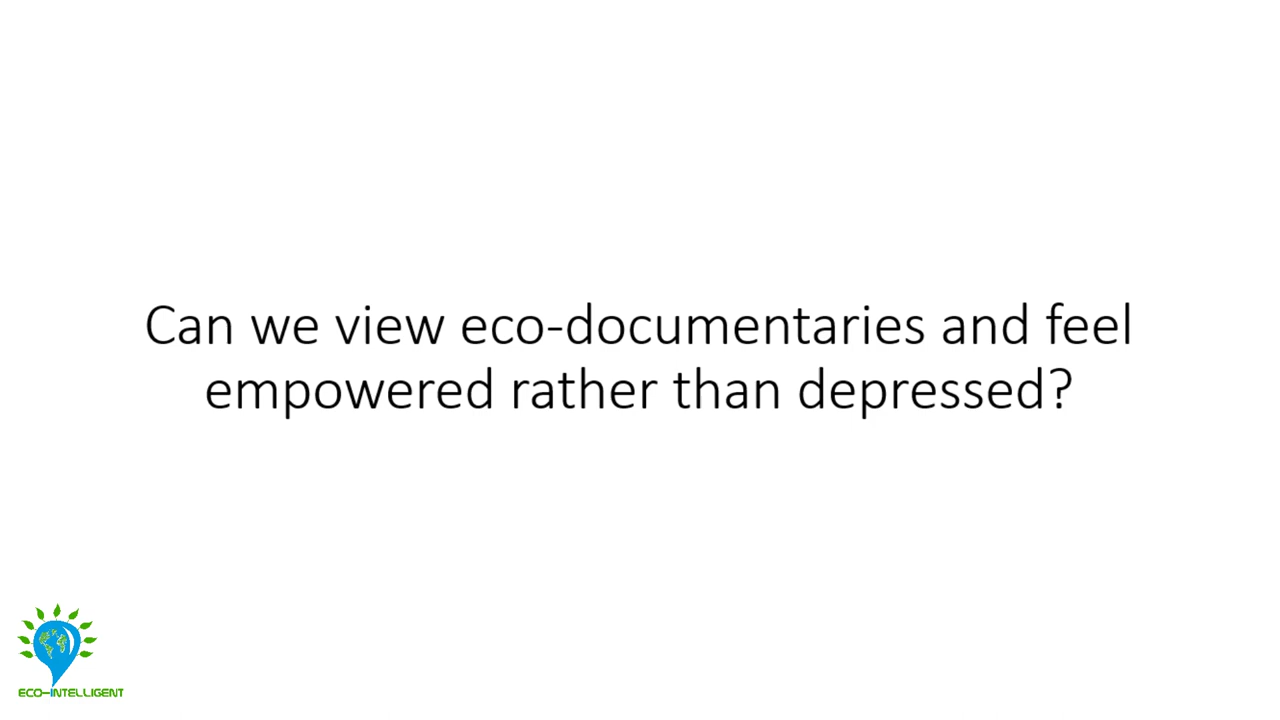 Can we view eco-documentaries and feel
empowered rather than depressed?
ECO-INTELLIGENT